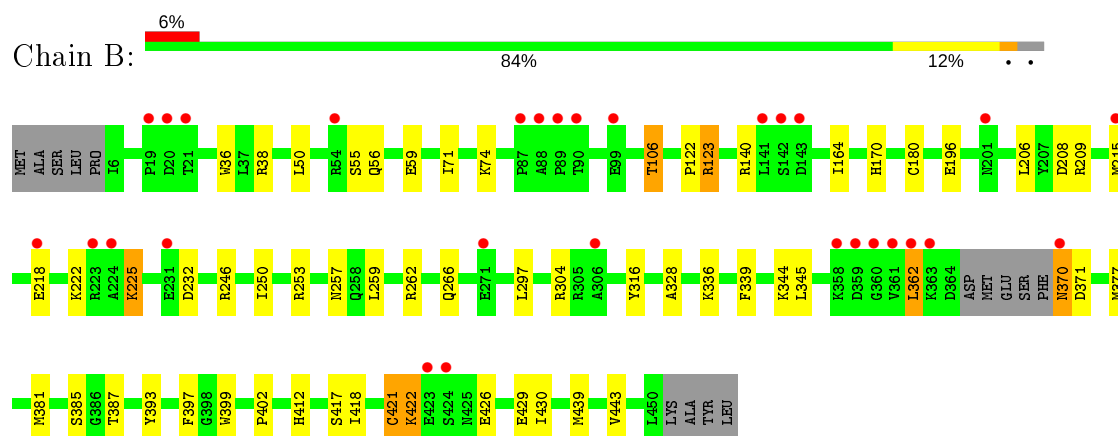 6%
Chain B:
84% 12% • •
MET ALA SER LEU PRO I6 P19 D20 T21 W36 L37 R38 L50 R54 S55 Q56 E59 I71 K74 P87 A88 P89 T90 E99 T106 P122 R123 R140 L141 S142 D143 I164 H170 C180 E196 N201 L206 Y207 D208 R209 M215
E218 K222 R223 A224 K225 E231 D232 R246 I250 R253 N257 Q258 L259 R262 Q266 E271 L297 R304 R305 A306 Y316 A328 K336 F339 K344 L345 K358 D359 G360 V361 L362 K363 D364 ASP MET GLU SER PHE N370 D371 M377
M381 S385 G386 T387 Y393 F397 G398 W399 P402 H412 S417 I418 C421 K422 E423 S424 N425 E426 E429 I430 M439 V443 L450 LYS ALA TYR LEU